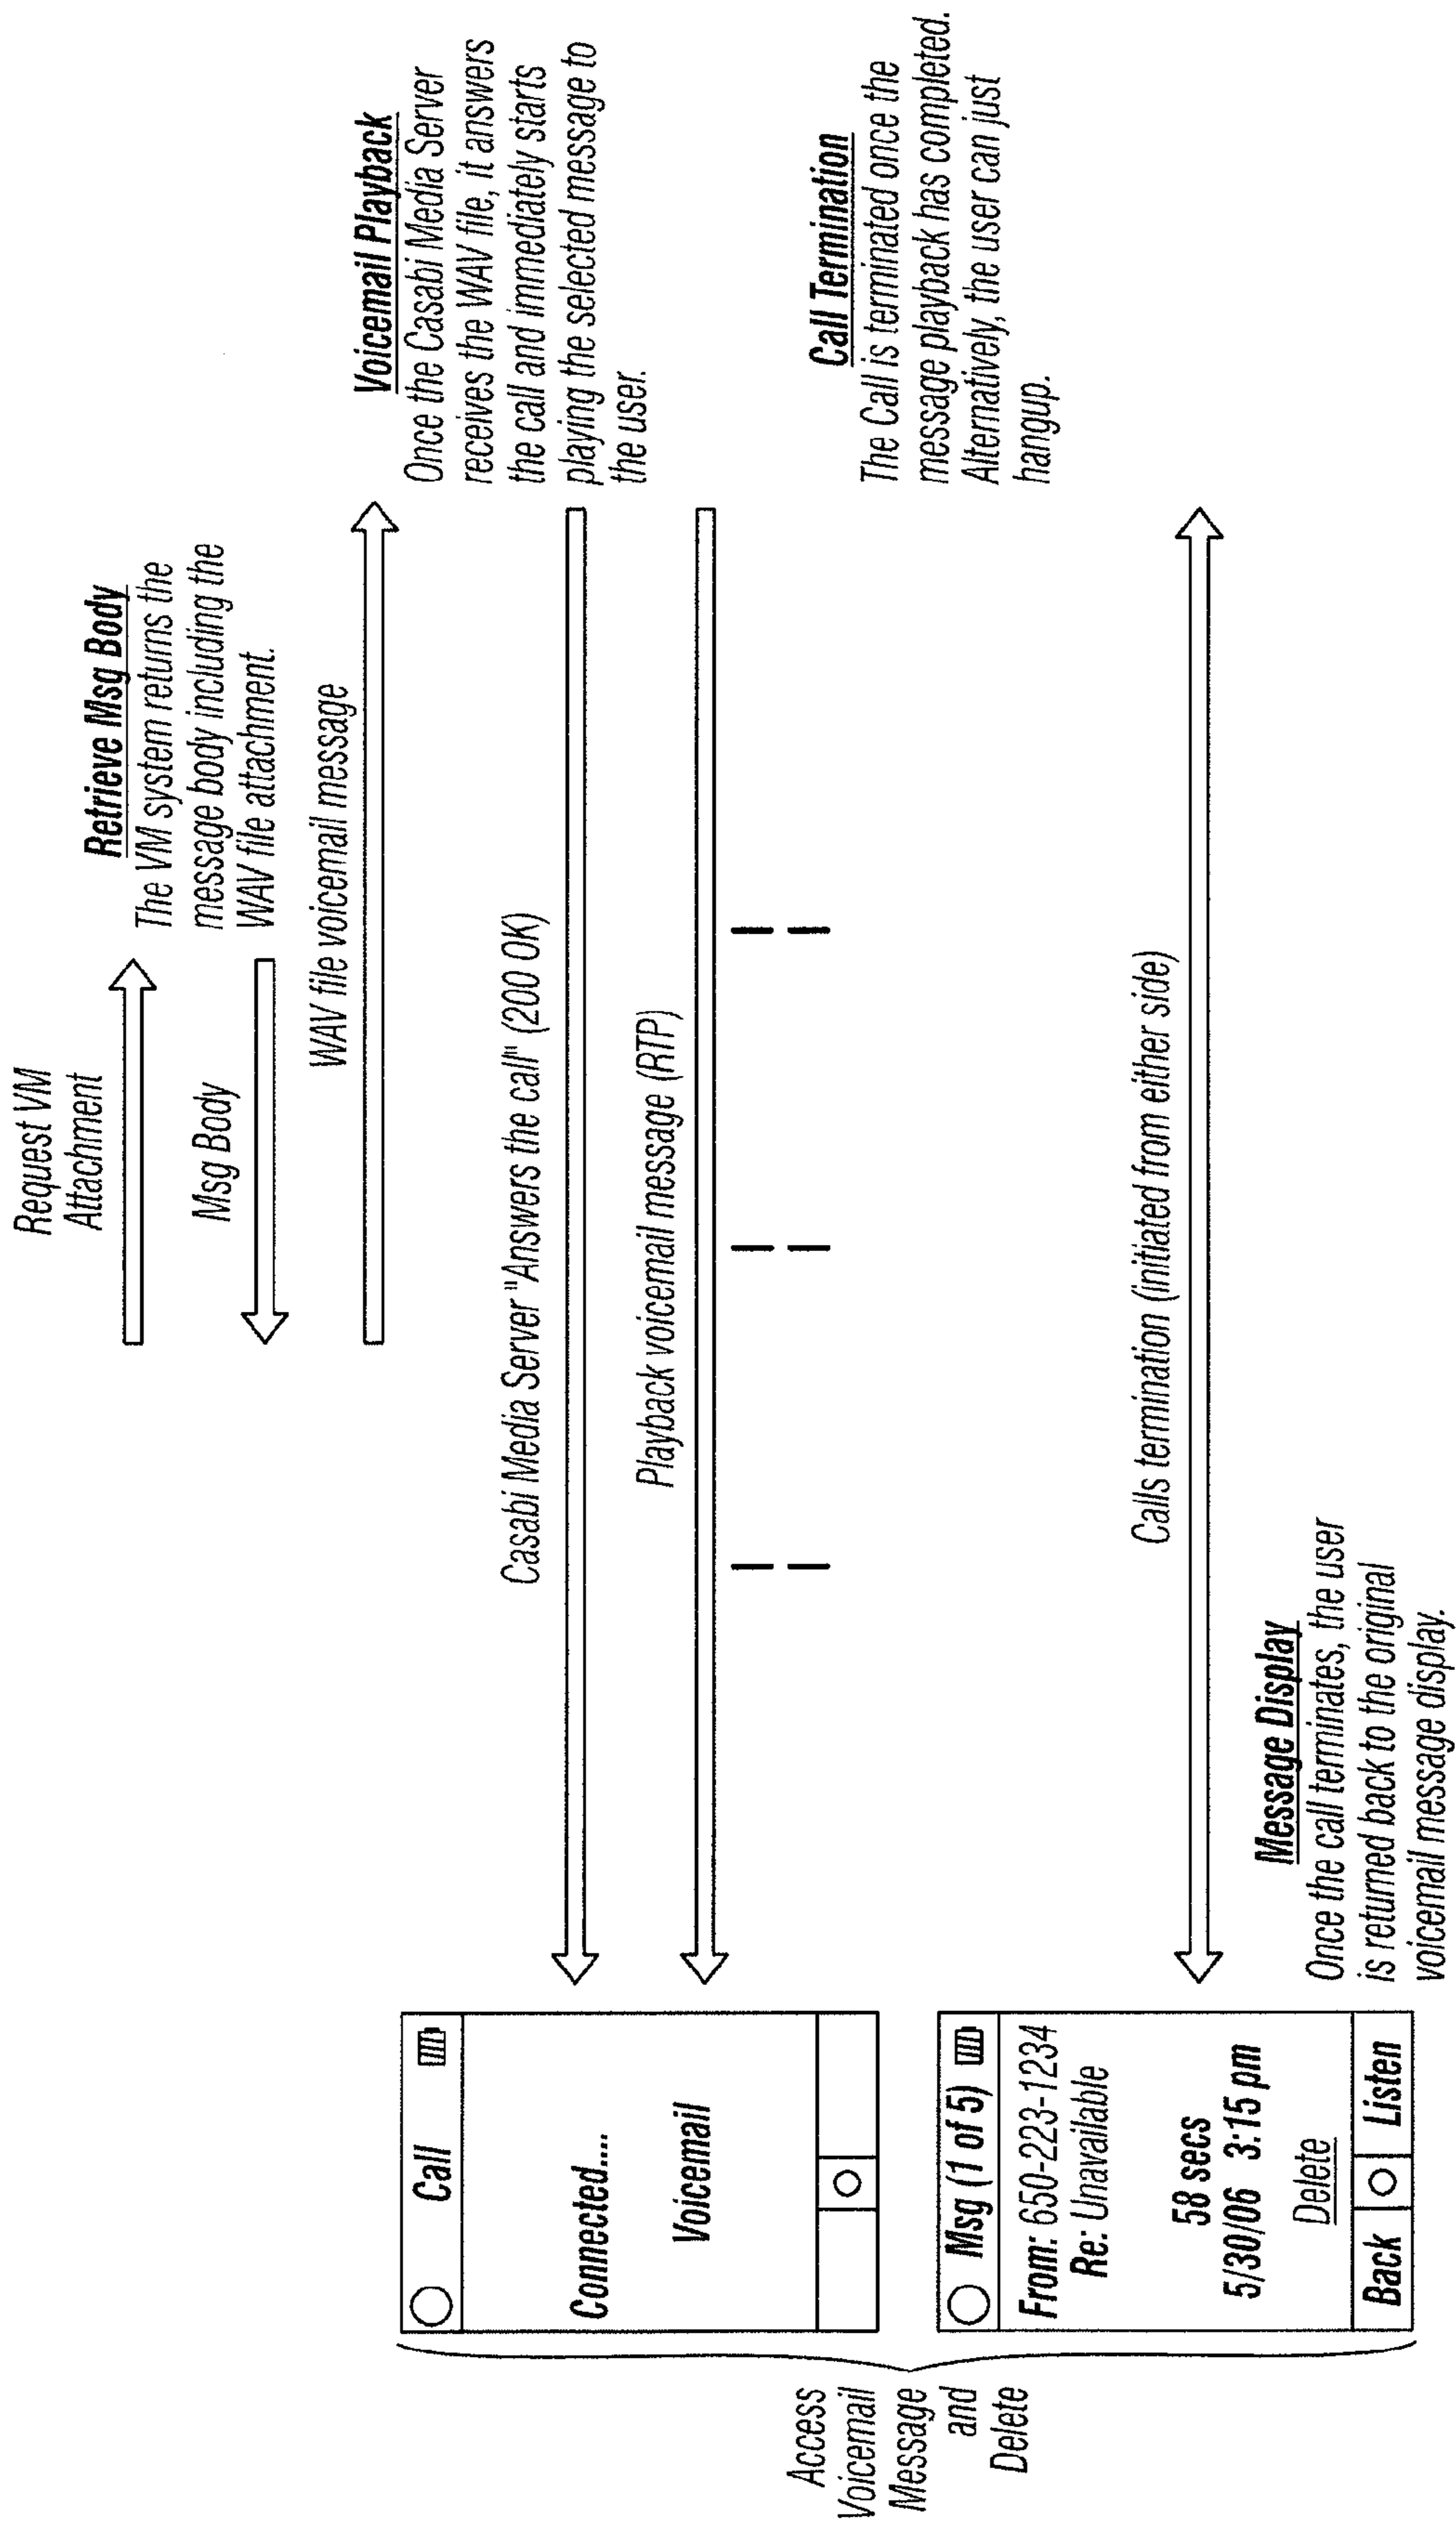 Request VM
Attachment
Retrieve Msg Body
The VM system returns the
message body including the
WAV file attachment.
Msg Body
WAV file voicemail message
Voicemail Playback
Once the Casabi Media Server
receives the WAV file, it answers
the call and immediately starts
playing the selected message to
the user.
Casabi Media Server "Answers the call" (200 OK)
Playback voicemail message (RTP)
Call Termination
The Call is terminated once the
message playback has completed.
Alternatively, the user can just
hangup.
Calls termination (initiated from either side)
Access
Voicemail
Message
and
Delete
Call
Connected...
Voicemail
Msg (1 of 5)
From: 650-223-1234
Re: Unavailable
58 secs
5/30/06 3:15 pm
Delete
Back Listen
Message Display
Once the call terminates, the user
is returned back to the original
voicemail message display.